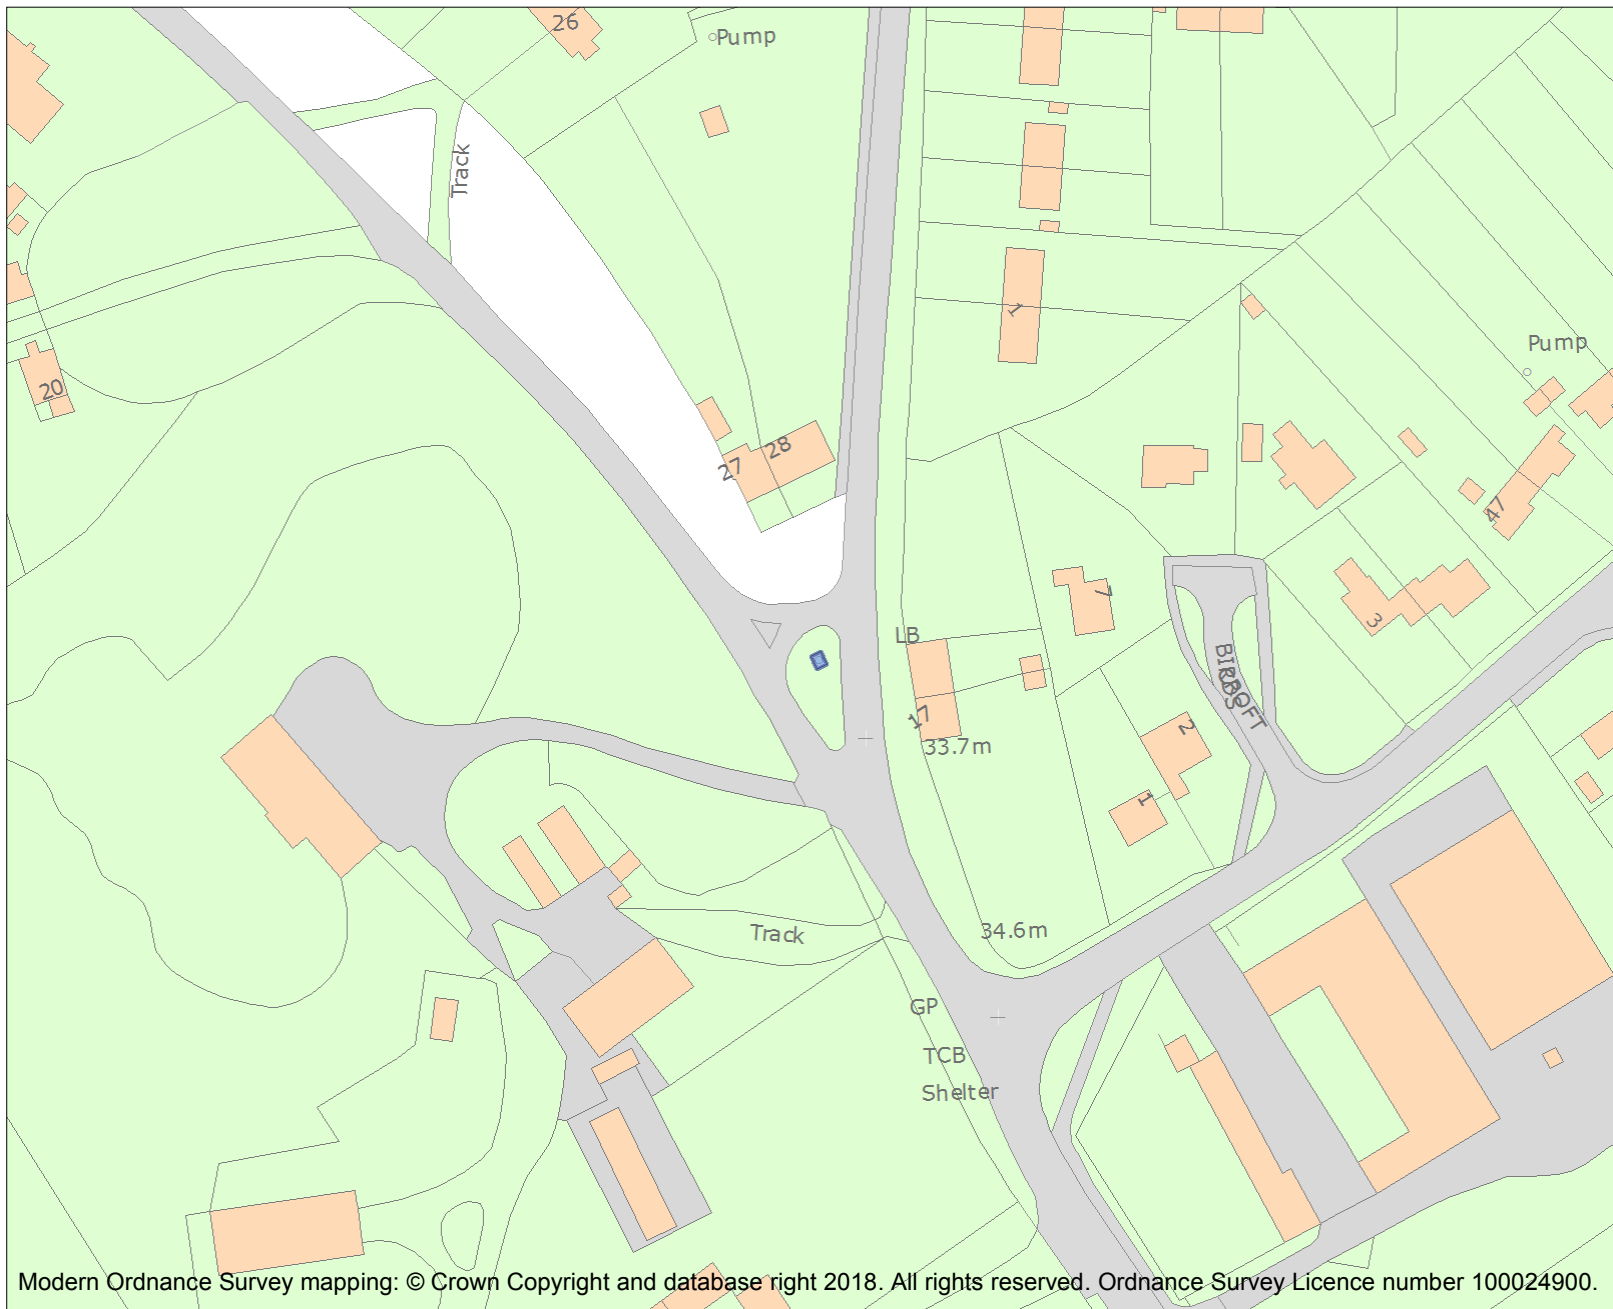 26
Pump
Track
1
Pump
20
28
27
47
7
3
LB
BIRDS
CROFT
17
2
33.7m
1
34.6m
Track
GP
TCB
Shelter
Modern Ordnance Survey mapping: © Crown Copyright and database right 2018. All rights reserved. Ordnance Survey Licence number 100024900.